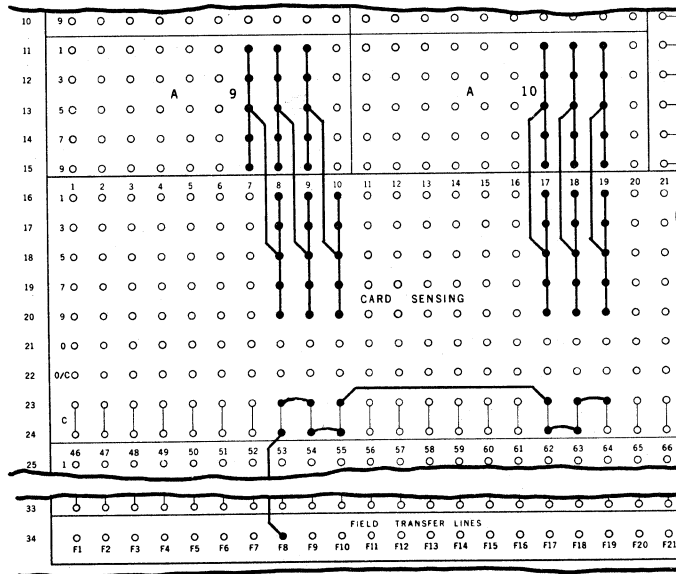 10 9
11 1
12 3
A 9 A 10
13 5
14 7
15 9
1 2 3 4 5 6 7 8 9 10 11 12 13 14 15 16 17 18 19 20 21
16 1
17 3
18 5
19 7
CARD SENSING
20 9
21 0
22 0/C
23
C
24
46 47 48 49 50 51 52 53 54 55 56 57 58 59 60 61 62 63 64 65 66
25 1
33
FIELD TRANSFER LINES
34
F1 F2 F3 F4 F5 F6 F7 F8 F9 F10 F11 F12 F13 F14 F15 F16 F17 F18 F19 F20 F21